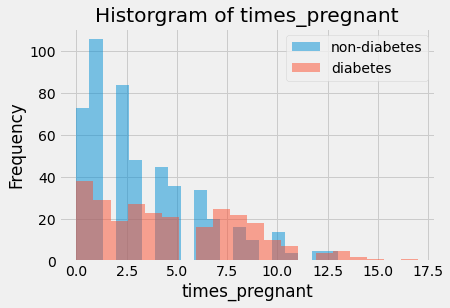 Historgram of times_pregnant
non-diabetes
diabetes
100
80
60
40
20
0
Frequency
0.0 2.5 5.0 7.5 10.0 12.5 15.0 17.5
times_pregnant